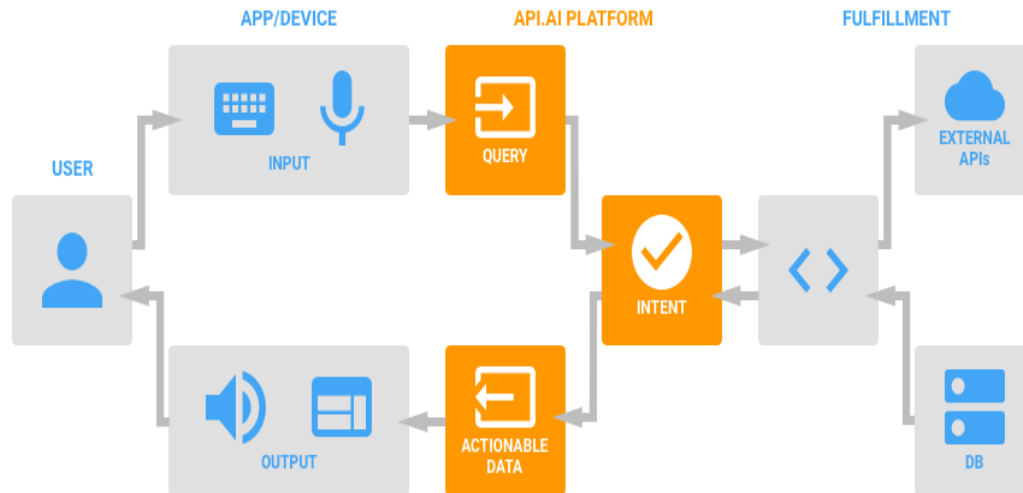 APP/DEVICE
API.AI PLATFORM
FULFILLMENT
INPUT
QUERY
EXTERNAL
APIs
USER
INTENT
OUTPUT
ACTIONABLE
DATA
DB